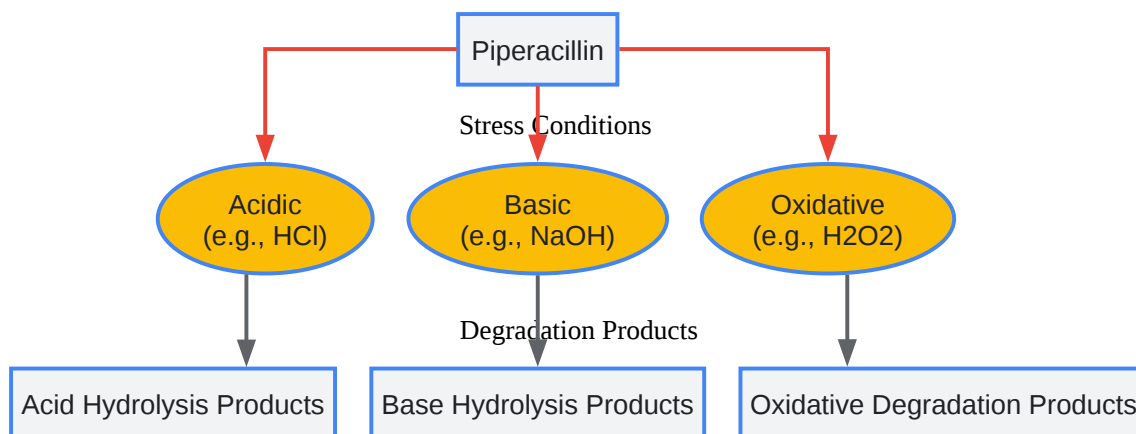 Piperacillin
Stress Conditions
Acidic
(e.g., HCl)
Basic
(e.g., NaOH)
Oxidative
(e.g., H2O2)
Degradation Products
Acid Hydrolysis Products
Base Hydrolysis Products
Oxidative Degradation Products